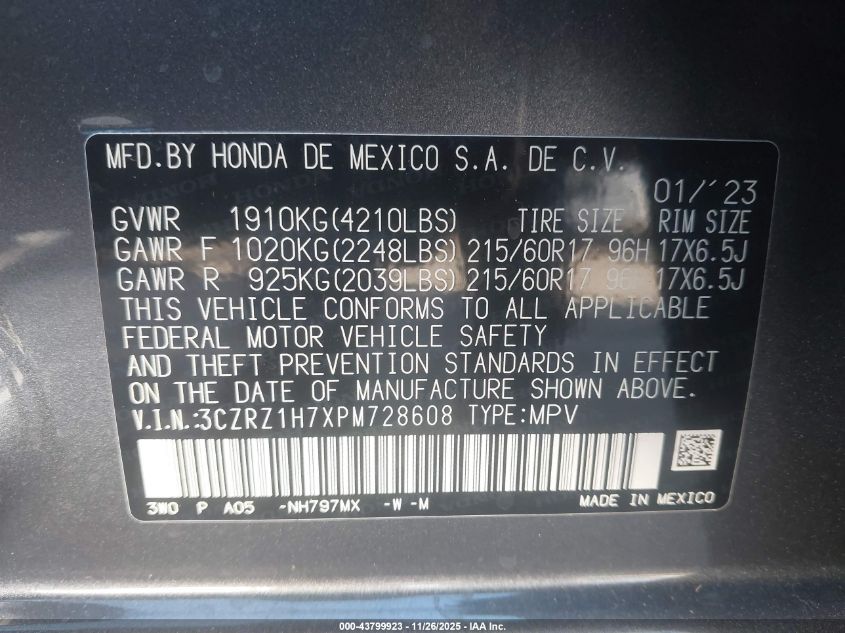 MFD.BY HONDA DE MEXICO S.A. DE C.V.
01/'23
GVWR 1910KG(4210LBS) TIRE SIZE RIM SIZE
GAWR F 1020KG(2248LBS) 215/60R17 96H 17X6.5J
GAWR R 925KG(2039LBS) 215/60R17 96H 17X6.5J
THIS VEHICLE CONFORMS TO ALL APPLICABLE
FEDERAL MOTOR VEHICLE SAFETY
AND THEFT PREVENTION STANDARDS IN EFFECT
ON THE DATE OF MANUFACTURE SHOWN ABOVE.
V.I.N.:3CZRZ1H7XPM728608 TYPE:MPV
3W0 P A05 -NH797MX -W -M MADE IN MEXICO
000-43799923 - 11/26/2025 - IAA Inc.